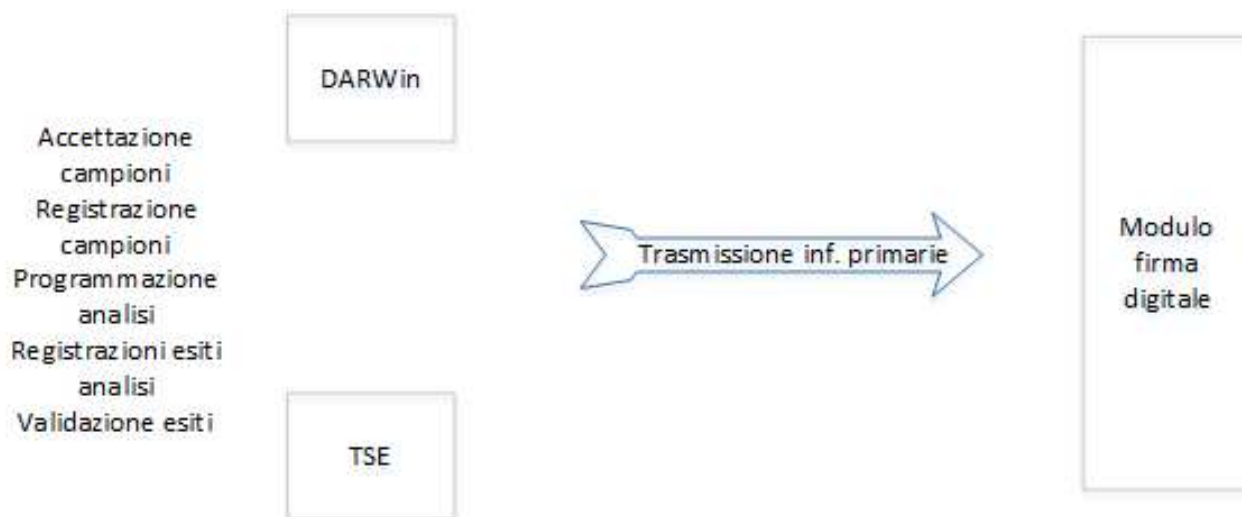 DARWin
Accettazione
campioni
Registrazione
campioni
Programmazione
analisi
Registrazioni esiti
analisi
Validazione esiti
TSE
Trasmissione inf. primarie
Modulo
firma
digitale